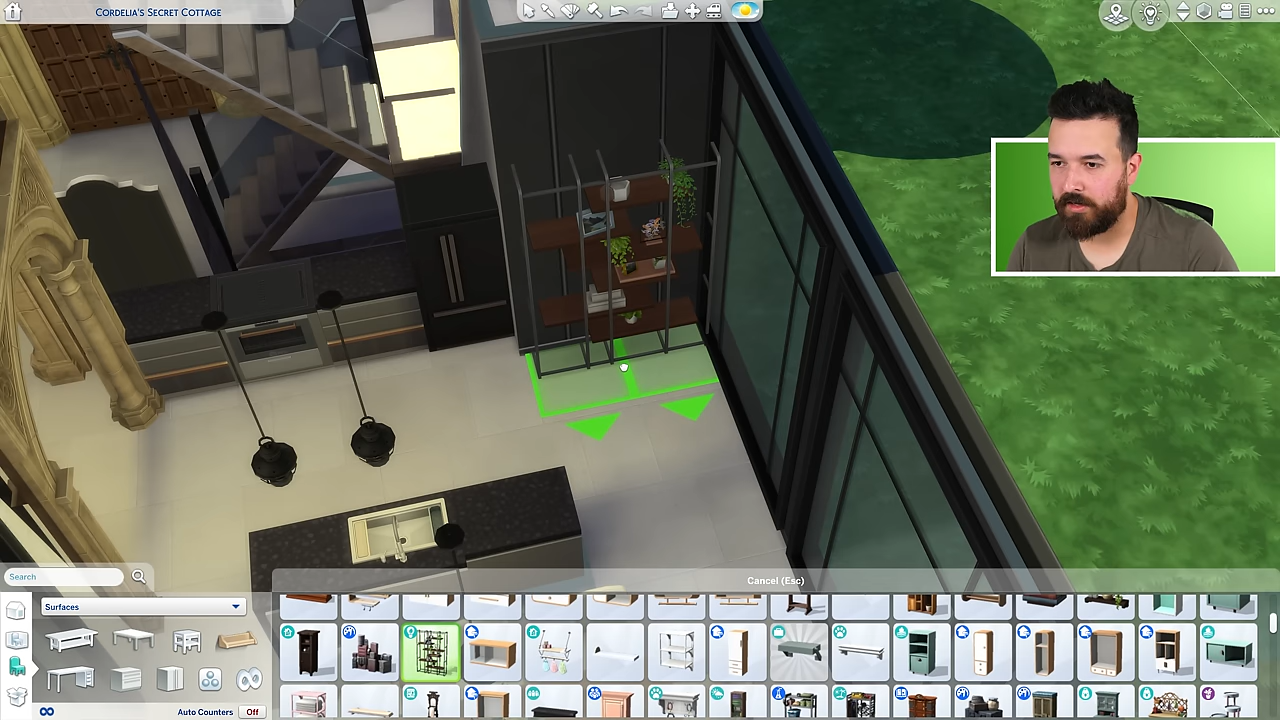 CORDELIA'S SECRET COTTAGE
Cancel (Esc)
Search
Surfaces
Auto Counters Off